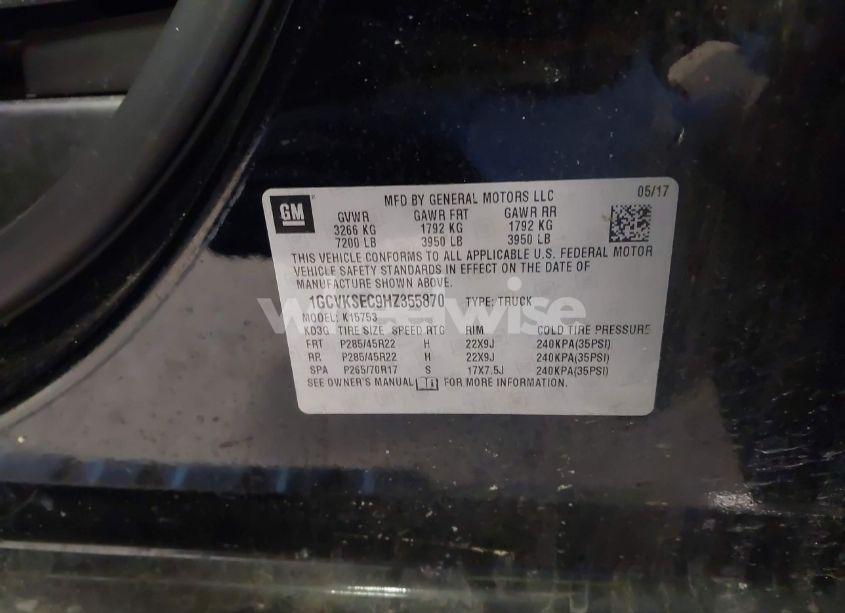 GM
MFD BY GENERAL MOTORS LLC
05/17
GVWR GAWR FRT GAWR RR
3266 KG 1792 KG 1792 KG
7200 LB 3950 LB 3950 LB
THIS VEHICLE CONFORMS TO ALL APPLICABLE U.S. FEDERAL MOTOR
VEHICLE SAFETY STANDARDS IN EFFECT ON THE DATE OF
MANUFACTURE SHOWN ABOVE.
1GCVKSEC9HZ355870 TYPE: TRUCK
wheelwise
MODEL: K15753
K03G TIRE SIZE SPEED RTG RIM COLD TIRE PRESSURE
FRT P285/45R22 H 22X9J 240KPA(35PSI)
RR P285/45R22 H 22X9J 240KPA(35PSI)
SPA P265/70R17 S 17X7.5J 240KPA(35PSI)
SEE OWNER'S MANUAL FOR MORE INFORMATION.